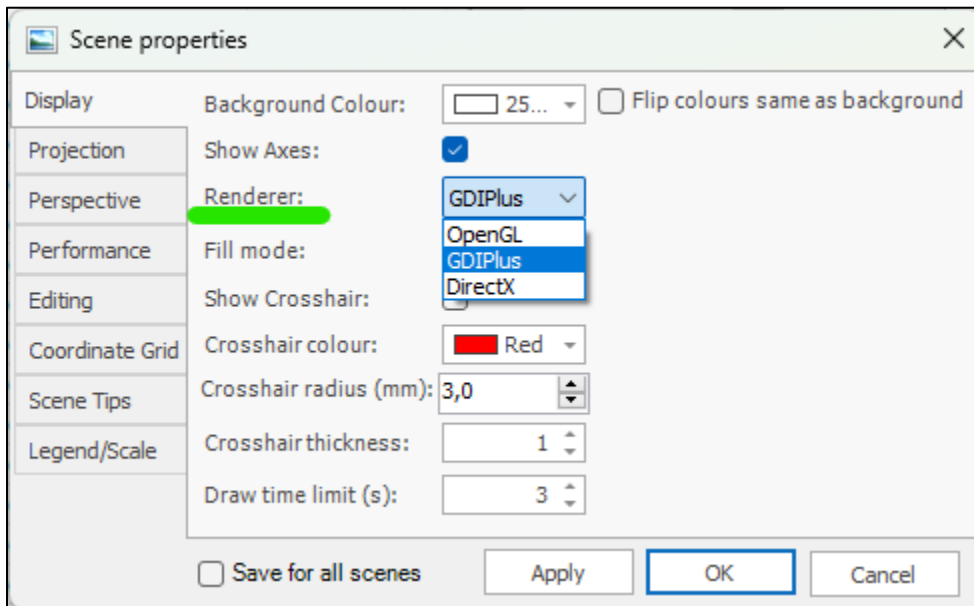 Scene properties
Display
Background Colour: 25... Flip colours same as background
Projection
Show Axes:
Perspective
Renderer: GDIPlus
OpenGL
GDIPlus
DirectX
Performance
Fill mode:
Editing
Show Crosshair:
Coordinate Grid
Crosshair colour: Red
Scene Tips
Crosshair radius (mm): 3,0
Legend/Scale
Crosshair thickness: 1
Draw time limit (s): 3
Save for all scenes Apply OK Cancel